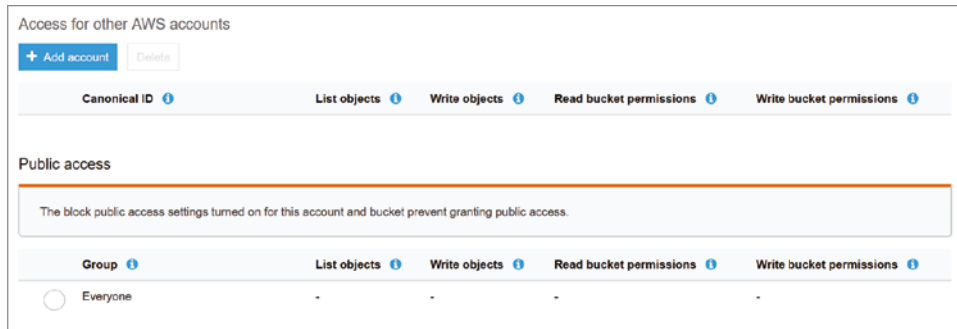 Access for other AWS accounts
+ Add account Delete
Canonical ID List objects Write objects Read bucket permissions Write bucket permissions
Public access
The block public access settings turned on for this account and bucket prevent granting public access.
Group List objects Write objects Read bucket permissions Write bucket permissions
Everyone - - - -